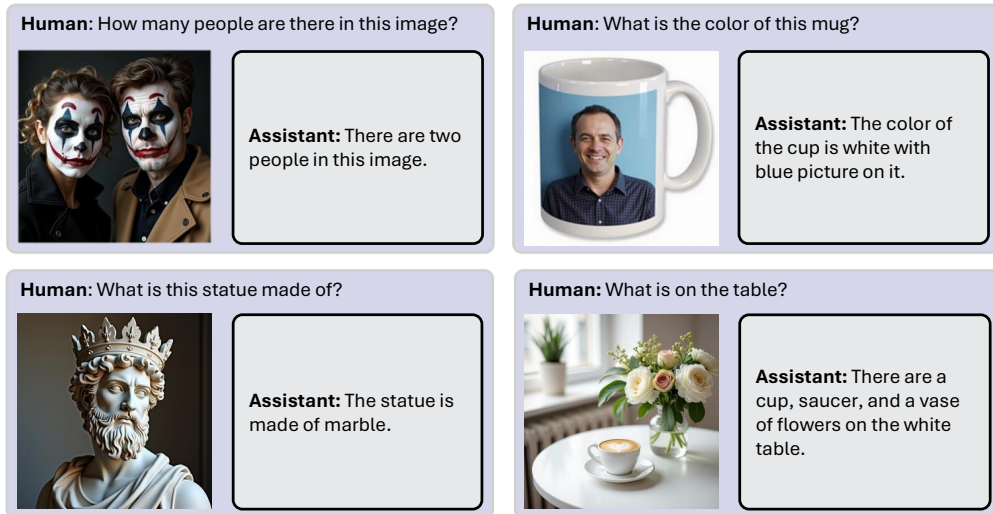 Human: How many people are there in this image?
Assistant: There are two
people in this image.
Human: What is the color of this mug?
Assistant: The color of
the cup is white with
blue picture on it.
Human: What is this statue made of?
Assistant: The statue is
made of marble.
Human: What is on the table?
Assistant: There are a
cup, saucer, and a vase
of flowers on the white
table.